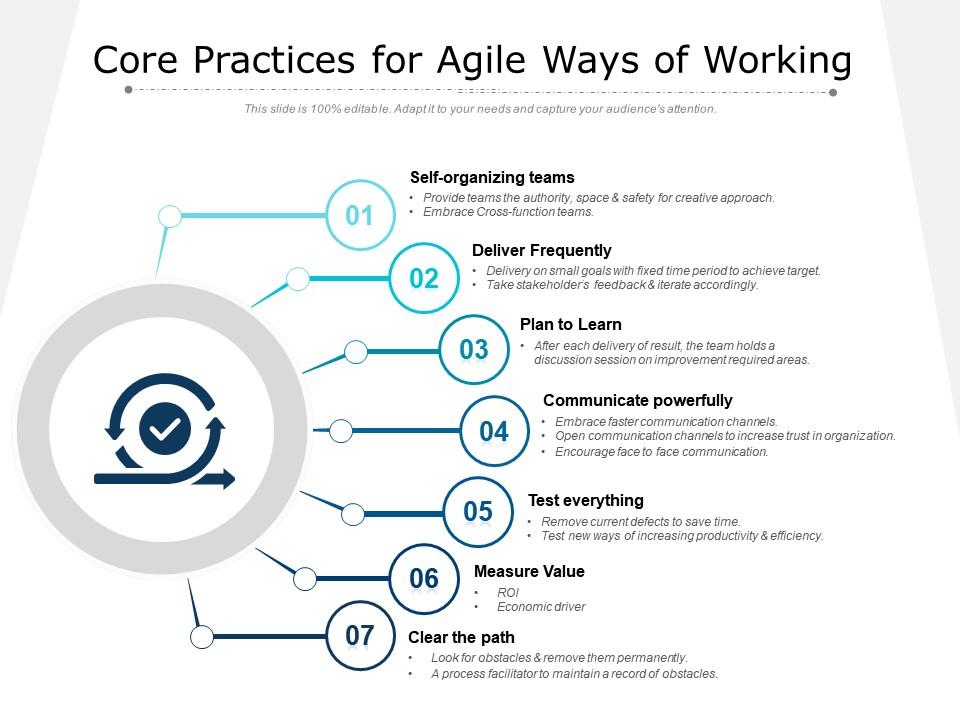 Core Practices for Agile Ways of Working
This slide is 100% editable. Adapt it to your needs and capture your audience's attention.
01
Self-organizing teams
• Provide teams the authority, space & safety for creative approach.
• Embrace Cross-function teams.
02
Deliver Frequently
• Delivery on small goals with fixed time period to achieve target.
• Take stakeholder's feedback & iterate accordingly.
03
Plan to Learn
• After each delivery of result, the team holds a
discussion session on improvement required areas.
04
Communicate powerfully
• Embrace faster communication channels.
• Open communication channels to increase trust in organization.
• Encourage face to face communication.
05
Test everything
• Remove current defects to save time.
• Test new ways of increasing productivity & efficiency.
06
Measure Value
• ROI
• Economic driver
07
Clear the path
• Look for obstacles & remove them permanently.
• A process facilitator to maintain a record of obstacles.